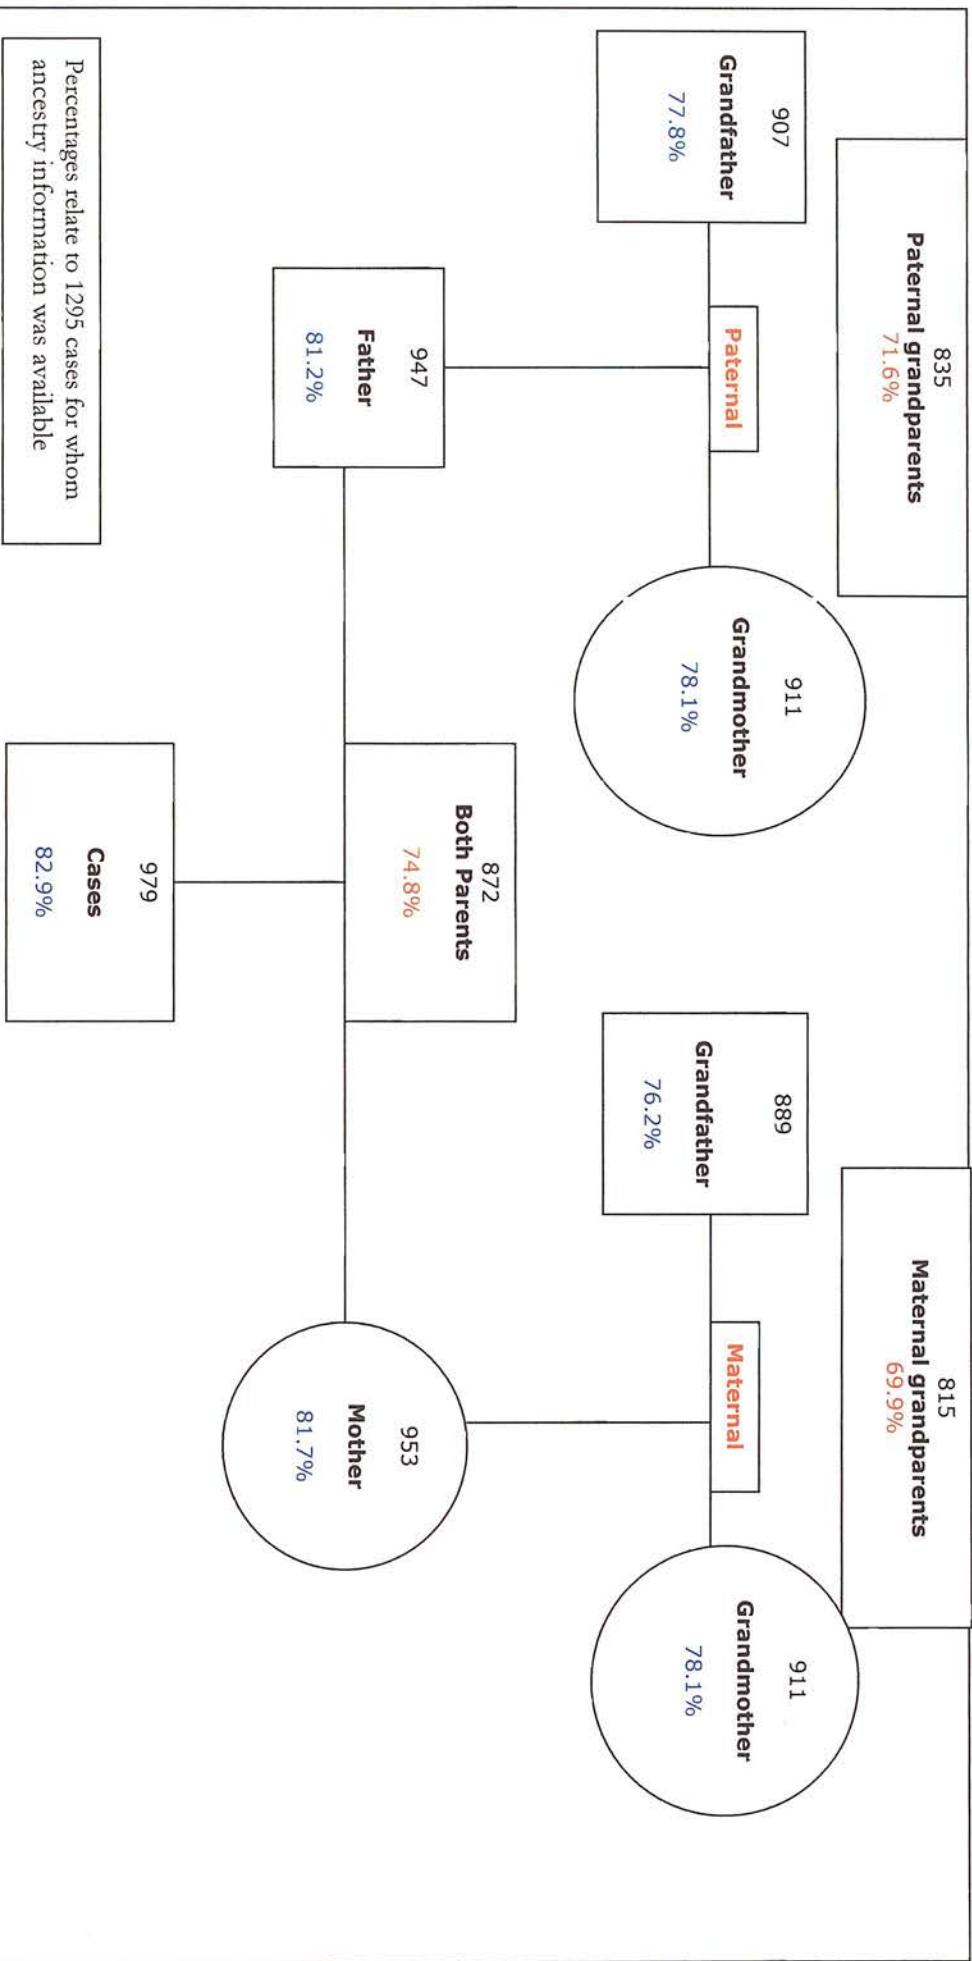 835
Paternal grandparents
71.6%
815
Maternal grandparents
69.9%
907
Grandfather
77.8%
Paternal
911
Grandmother
78.1%
889
Grandfather
76.2%
Maternal
911
Grandmother
78.1%
947
Father
81.2%
872
Both Parents
74.8%
953
Mother
81.7%
979
Cases
82.9%
Percentages relate to 1295 cases for whom
ancestry information was available